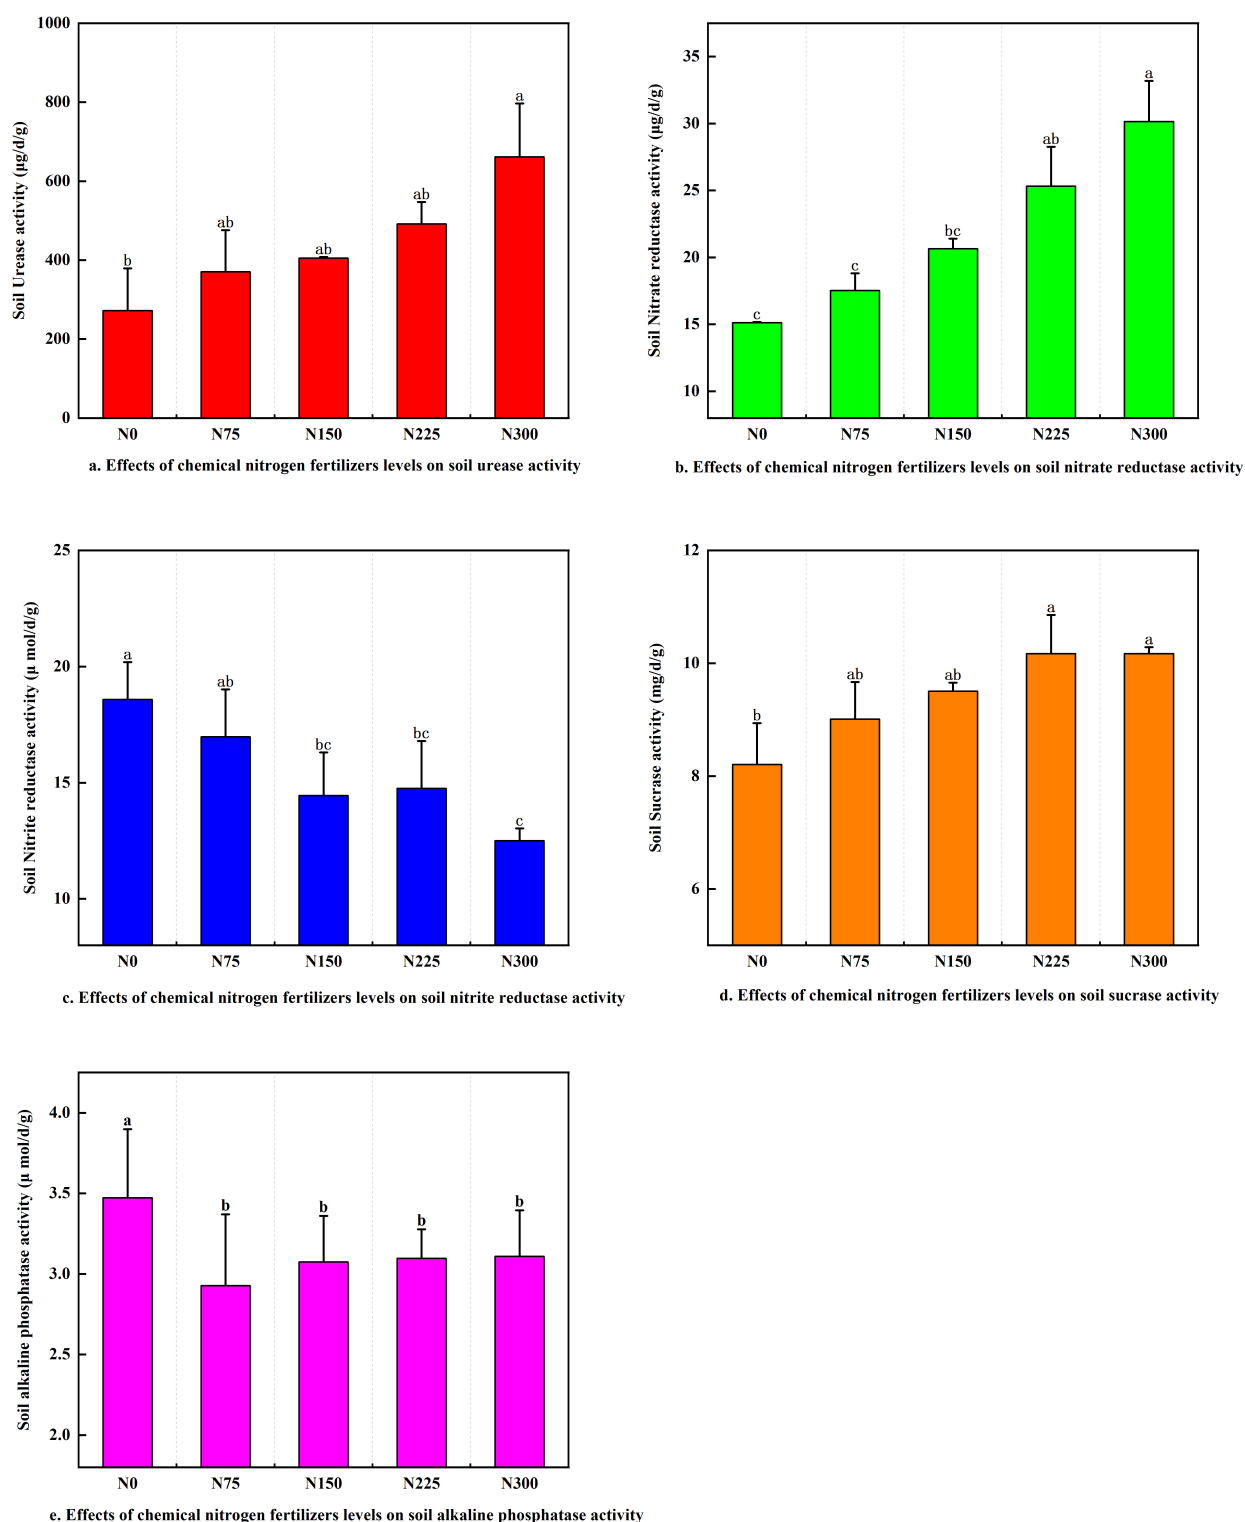 Soil Urease activity (μg/d/g)
1000
800
600
400
200
0
b
ab
ab
ab
a
N0 N75 N150 N225 N300
a. Effects of chemical nitrogen fertilizers levels on soil urease activity
Soil Nitrate reductase activity (μg/d/g)
35
30
25
20
15
10
c
c
bc
ab
a
N0 N75 N150 N225 N300
b. Effects of chemical nitrogen fertilizers levels on soil nitrate reductase activity
Soil Nitrite reductase activity (μ mol/d/g)
25
20
15
10
a
ab
bc
bc
c
N0 N75 N150 N225 N300
c. Effects of chemical nitrogen fertilizers levels on soil nitrite reductase activity
Soil Sucrase activity (mg/d/g)
12
10
8
6
b
ab
ab
a
a
N0 N75 N150 N225 N300
d. Effects of chemical nitrogen fertilizers levels on soil sucrase activity
Soil alkaline phosphatase activity (μ mol/d/g)
4.0
3.5
3.0
2.5
2.0
a
b
b
b
b
N0 N75 N150 N225 N300
e. Effects of chemical nitrogen fertilizers levels on soil alkaline phosphatase activity